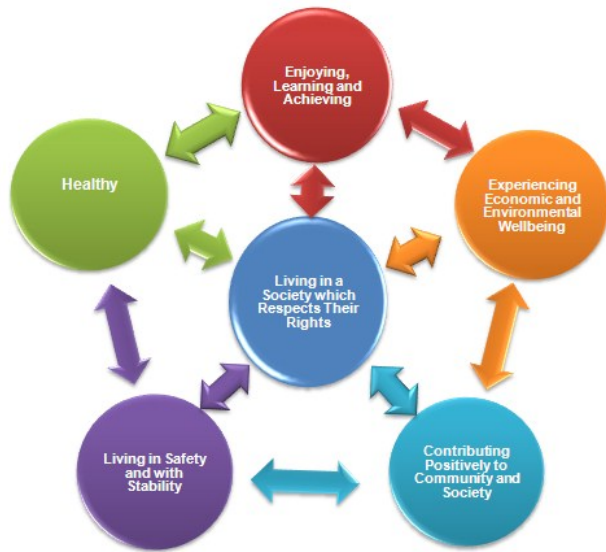 Enjoying,
Learning and
Achieving
Healthy
Experiencing
Economic and
Environmental
Wellbeing
Living in a
Society which
Respects Their
Rights
Living in Safety
and with
Stability
Contributing
Positively to
Community and
Society